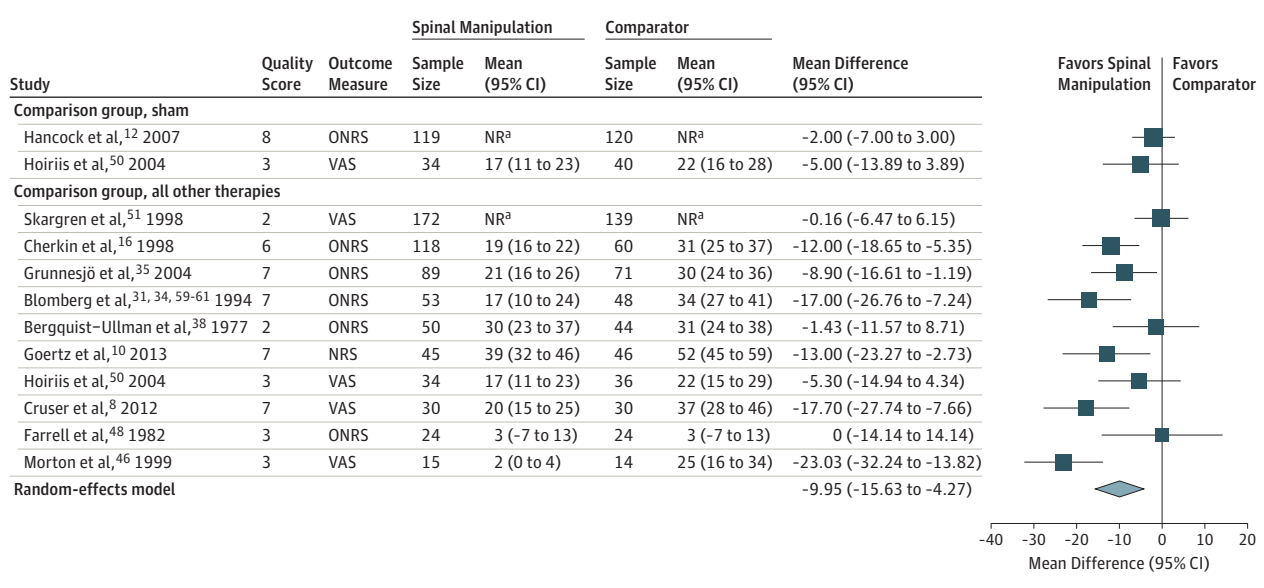 Spinal Manipulation Comparator
Quality Outcome Sample Mean Sample Mean Mean Difference Favors Spinal Favors
Study Score Measure Size (95% CI) Size (95% CI) (95% CI) Manipulation Comparator
Comparison group, sham
Hancock et al,12 2007 8 ONRS 119 NRa 120 NRa -2.00 (-7.00 to 3.00)
Hoiriis et al,50 2004 3 VAS 34 17 (11 to 23) 40 22 (16 to 28) -5.00 (-13.89 to 3.89)
Comparison group, all other therapies
Skargren et al,51 1998 2 VAS 172 NRa 139 NRa -0.16 (-6.47 to 6.15)
Cherkin et al,16 1998 6 ONRS 118 19 (16 to 22) 60 31 (25 to 37) -12.00 (-18.65 to -5.35)
Grunnesjö et al,35 2004 7 ONRS 89 21 (16 to 26) 71 30 (24 to 36) -8.90 (-16.61 to -1.19)
Blomberg et al,31, 34, 59-61 1994 7 ONRS 53 17 (10 to 24) 48 34 (27 to 41) -17.00 (-26.76 to -7.24)
Bergquist-Ullman et al,38 1977 2 ONRS 50 30 (23 to 37) 44 31 (24 to 38) -1.43 (-11.57 to 8.71)
Goertz et al,10 2013 7 NRS 45 39 (32 to 46) 46 52 (45 to 59) -13.00 (-23.27 to -2.73)
Hoiriis et al,50 2004 3 VAS 34 17 (11 to 23) 36 22 (15 to 29) -5.30 (-14.94 to 4.34)
Cruser et al,8 2012 7 VAS 30 20 (15 to 25) 30 37 (28 to 46) -17.70 (-27.74 to -7.66)
Farrell et al,48 1982 3 ONRS 24 3 (-7 to 13) 24 3 (-7 to 13) 0 (-14.14 to 14.14)
Morton et al,46 1999 3 VAS 15 2 (0 to 4) 14 25 (16 to 34) -23.03 (-32.24 to -13.82)
Random-effects model -9.95 (-15.63 to -4.27)
-40 -30 -20 -10 0 10 20
Mean Difference (95% CI)